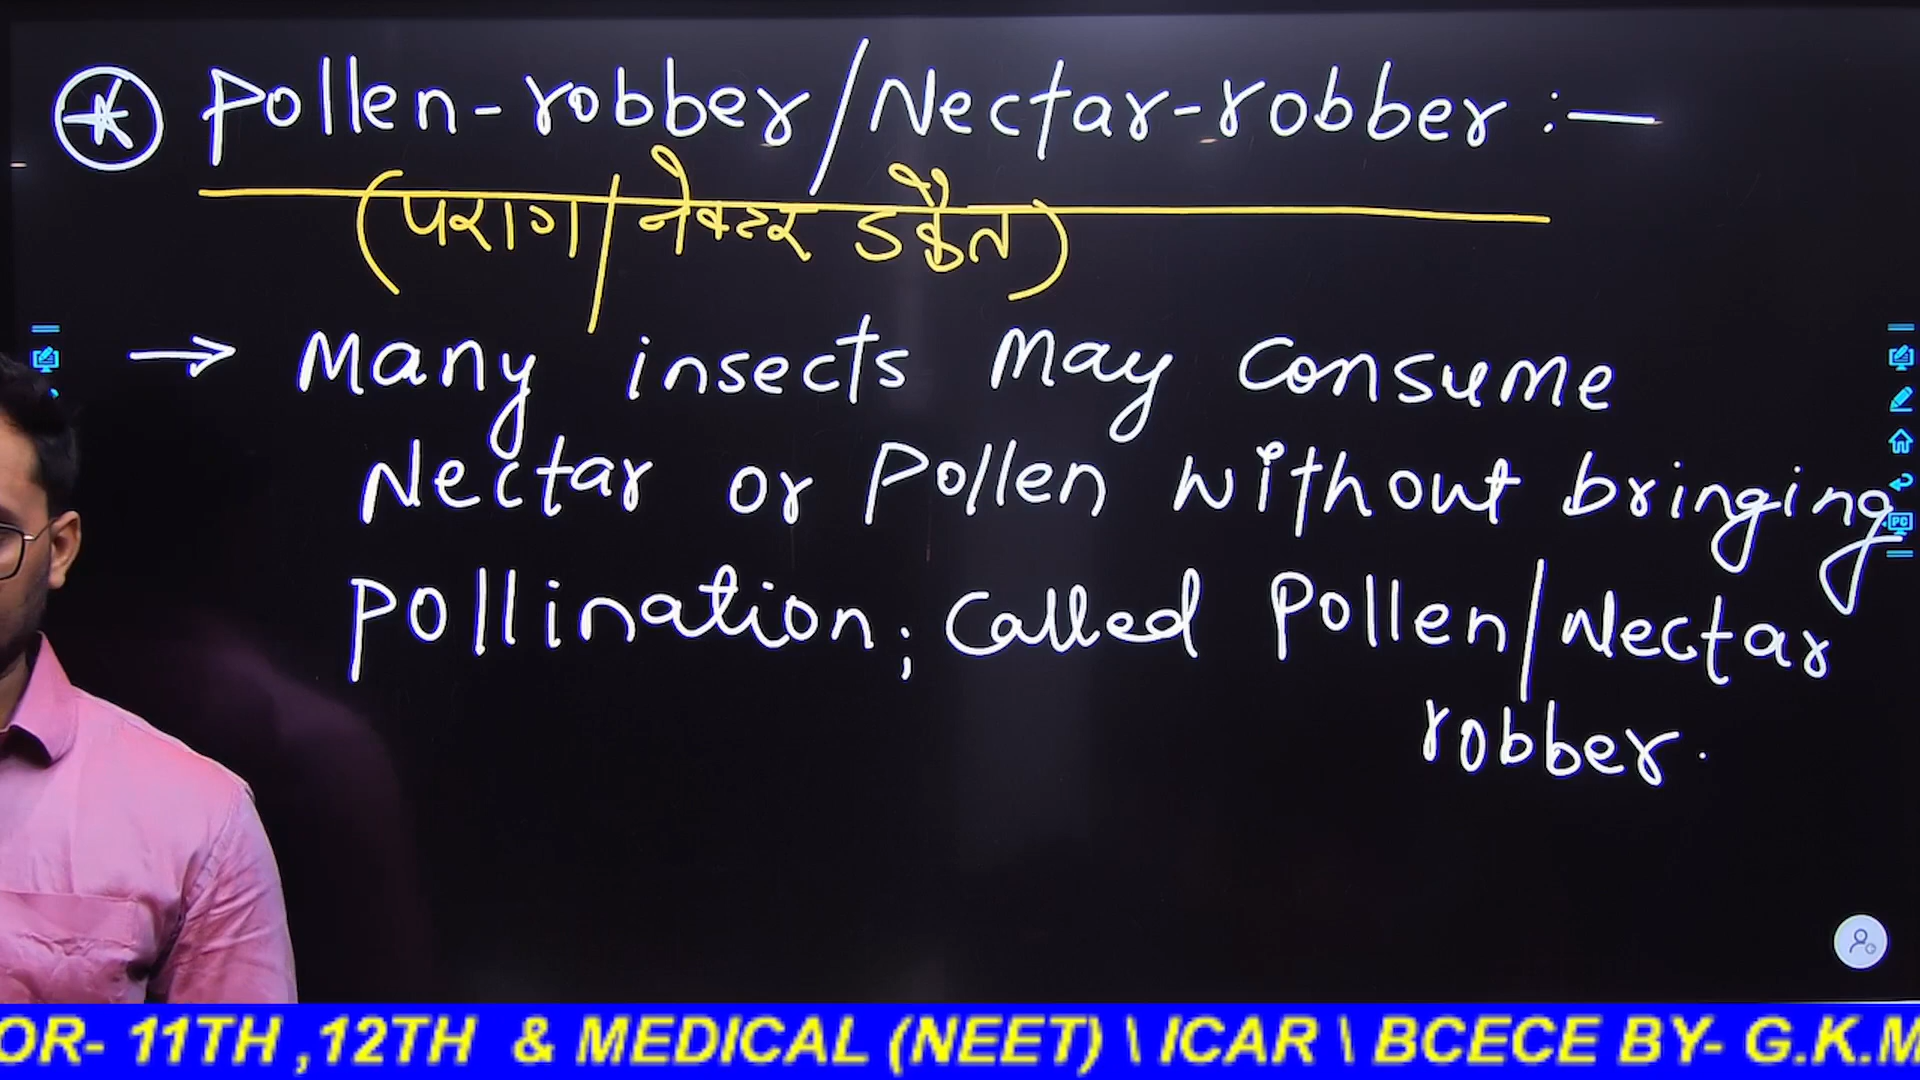 Pollen-robber/Nectar-robber :-
(पराग/नेक्टर डकैत)
→ Many insects may consume
Nectar or pollen without bringing
pollination; called pollen/Nectar
robber.
OR- 11TH ,12TH & MEDICAL (NEET) \ ICAR \ BCECE BY- G.K.M